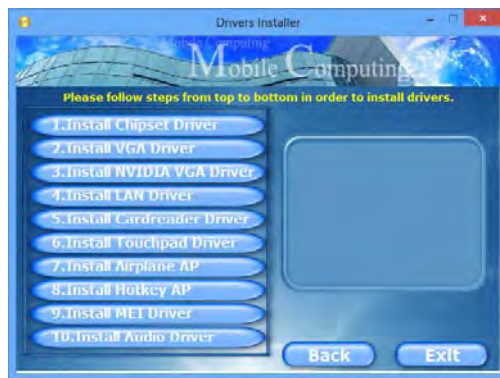 Drivers Installer
Mobile Computing
Mobile Computing
Please follow steps from top to bottom in order to install drivers.
1.Install Chipset Driver
2.Install VGA Driver
3.Install NVIDIA VGA Driver
4.Install LAN Driver
5.Install Cardreader Driver
6.Install Touchpad Driver
7.Install Airplane AP
8.Install Hotkey AP
9.Install MEI Driver
10.Install Audio Driver
Back
Exit